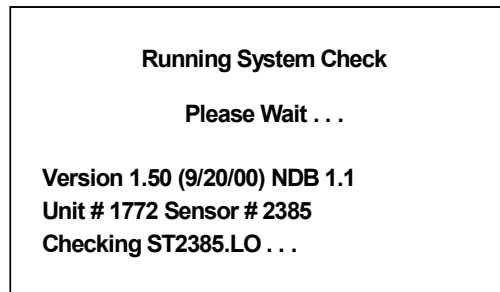 Running System Check
Please Wait . . .
Version 1.50 (9/20/00) NDB 1.1
Unit # 1772 Sensor # 2385
Checking ST2385.LO . . .